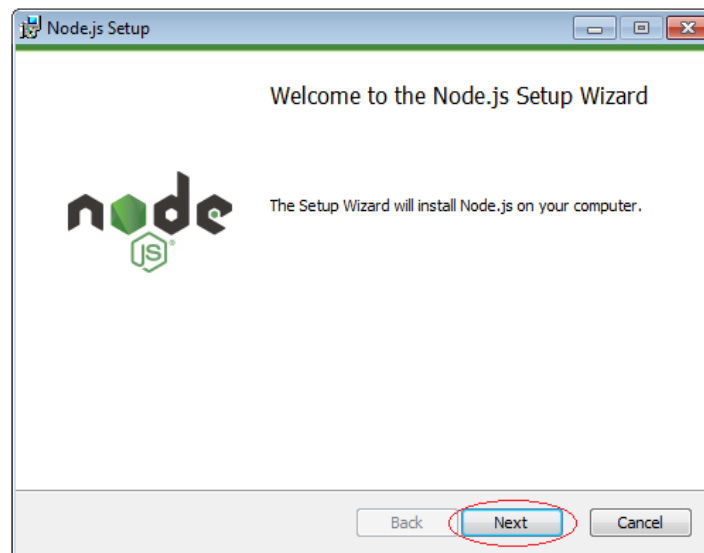 Node.js Setup
Welcome to the Node.js Setup Wizard
node
JS®
The Setup Wizard will install Node.js on your computer.
Back
Next
Cancel